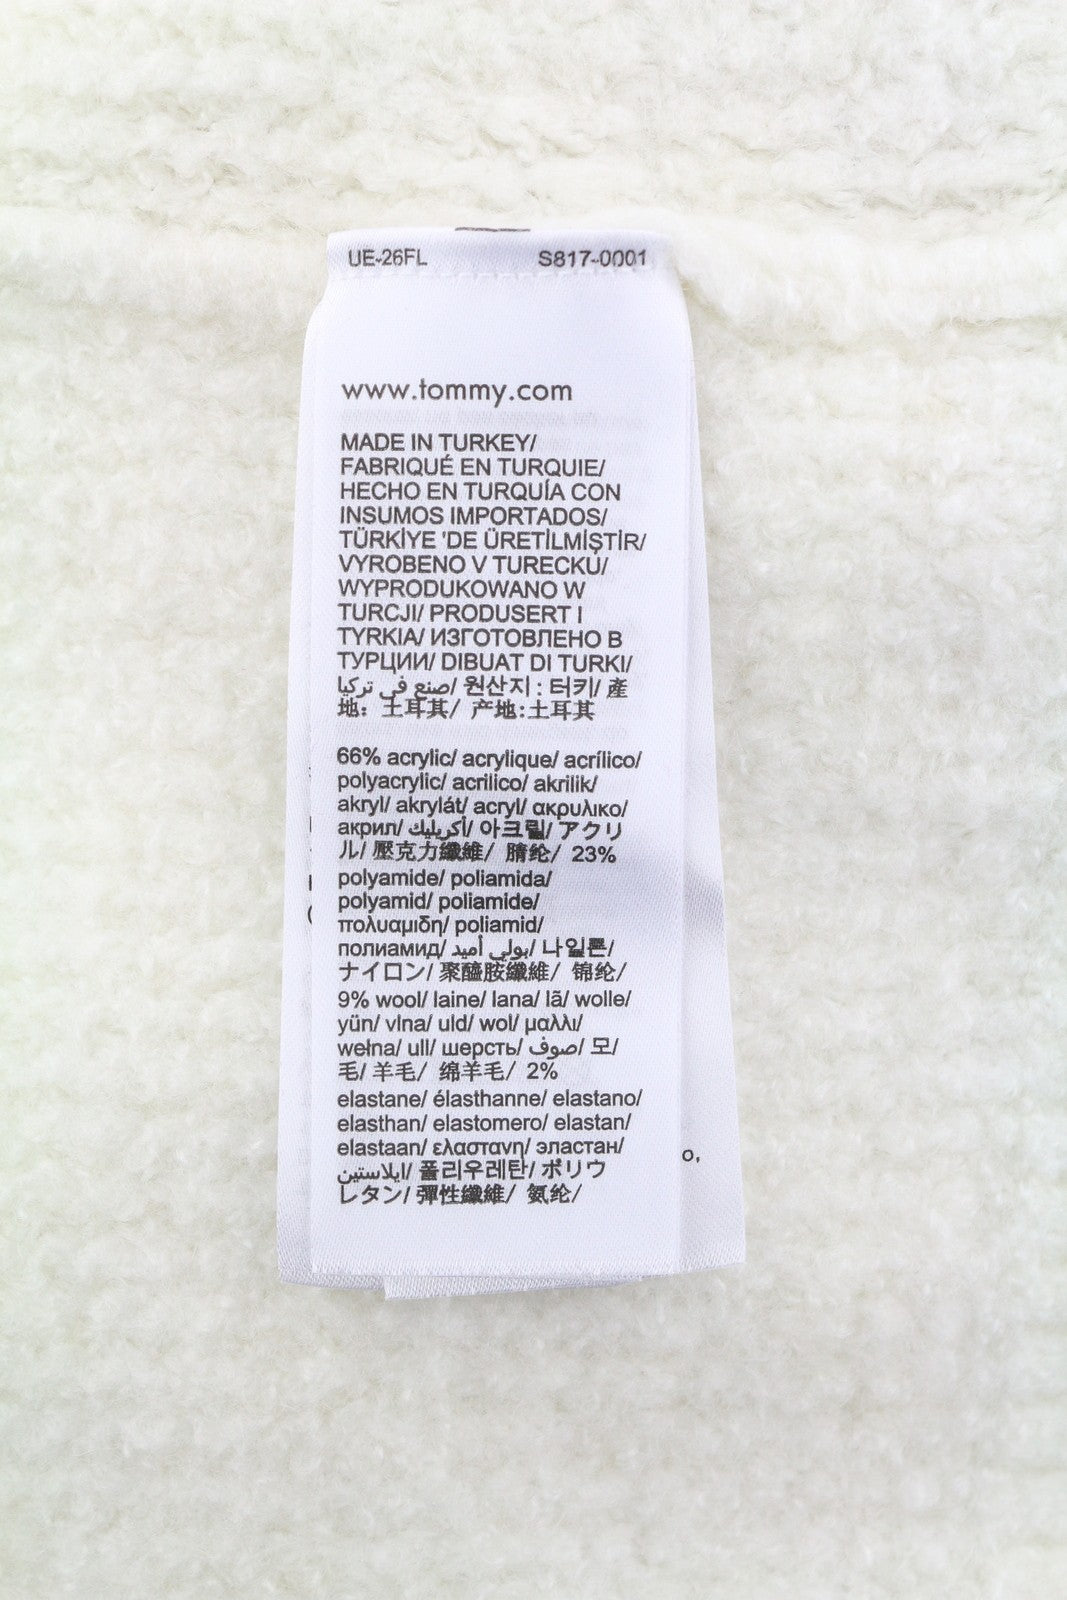 UE-26FL S817-0001
www.tommy.com
MADE IN TURKEY/
FABRIQUÉ EN TURQUIE/
HECHO EN TURQUÍA CON
INSUMOS IMPORTADOS/
TÜRKİYE 'DE ÜRETİLMİŞTİR/
VYROBENO V TURECKU/
WYPRODUKOWANO W
TURCJI/ PRODUSERT I
TYRKIA/ ИЗГОТОВЛЕНО В
ТУРЦИИ/ DIBUAT DI TURKI/
صنع في تركيا/ 원산지 : 터키/ 產
地: 土耳其/ 产地:土耳其
66% acrylic/ acrylique/ acrílico/
polyacrylic/ acrilico/ akrilik/
akryl/ akrylát/ acryl/ ακρυλικο/
акрил/ أكريليك/ 아크릴/ アクリ
ル/ 壓克力纖維/ 腈纶/ 23%
polyamide/ poliamida/
polyamid/ poliamide/
πολυαμιδη/ poliamid/
полиамид/ بولي أميد/ 나일론/
ナイロン/ 聚醯胺纖維/ 锦纶/
9% wool/ laine/ lana/ lã/ wolle/
yün/ vlna/ uld/ wol/ μαλλι/
wełna/ ull/ шерсть/ صوف/ 모/
毛/ 羊毛/ 绵羊毛/ 2%
elastane/ élasthanne/ elastano/
elasthan/ elastomero/ elastan/
elastaan/ ελαστανη/ эластан/
ايلاستين/ 폴리우레탄/ ポリウ
レタン/ 彈性纖維/ 氨纶/
o,